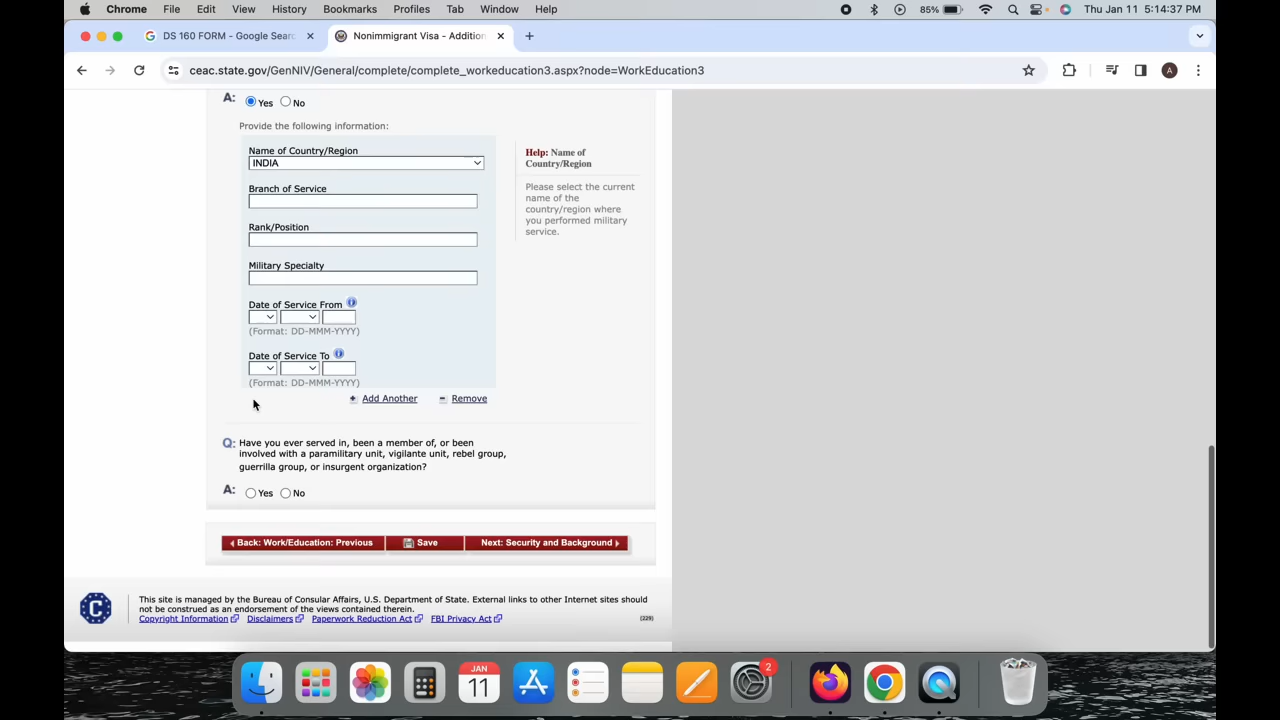 Chrome File Edit View History Bookmarks Profiles Tab Window Help 85% Thu Jan 11 5:14:37 PM
DS 160 FORM - Google Searc Nonimmigrant Visa - Addition
ceac.state.gov/GenNIV/General/complete/complete_workeducation3.aspx?node=WorkEducation3 A
A: Yes No
Provide the following information:
Name of Country/Region
INDIA
Branch of Service
Rank/Position
Military Specialty
Date of Service From
(Format: DD-MMM-YYYY)
Date of Service To
(Format: DD-MMM-YYYY)
Add Another Remove
Help: Name of
Country/Region
Please select the current
name of the
country/region where
you performed military
service.
Q: Have you ever served in, been a member of, or been
involved with a paramilitary unit, vigilante unit, rebel group,
guerrilla group, or insurgent organization?
A: Yes No
Back: Work/Education: Previous Save Next: Security and Background
C
This site is managed by the Bureau of Consular Affairs, U.S. Department of State. External links to other Internet sites should
not be construed as an endorsement of the views contained therein.
Copyright Information Disclaimers Paperwork Reduction Act FBI Privacy Act (229)
JAN
11
2